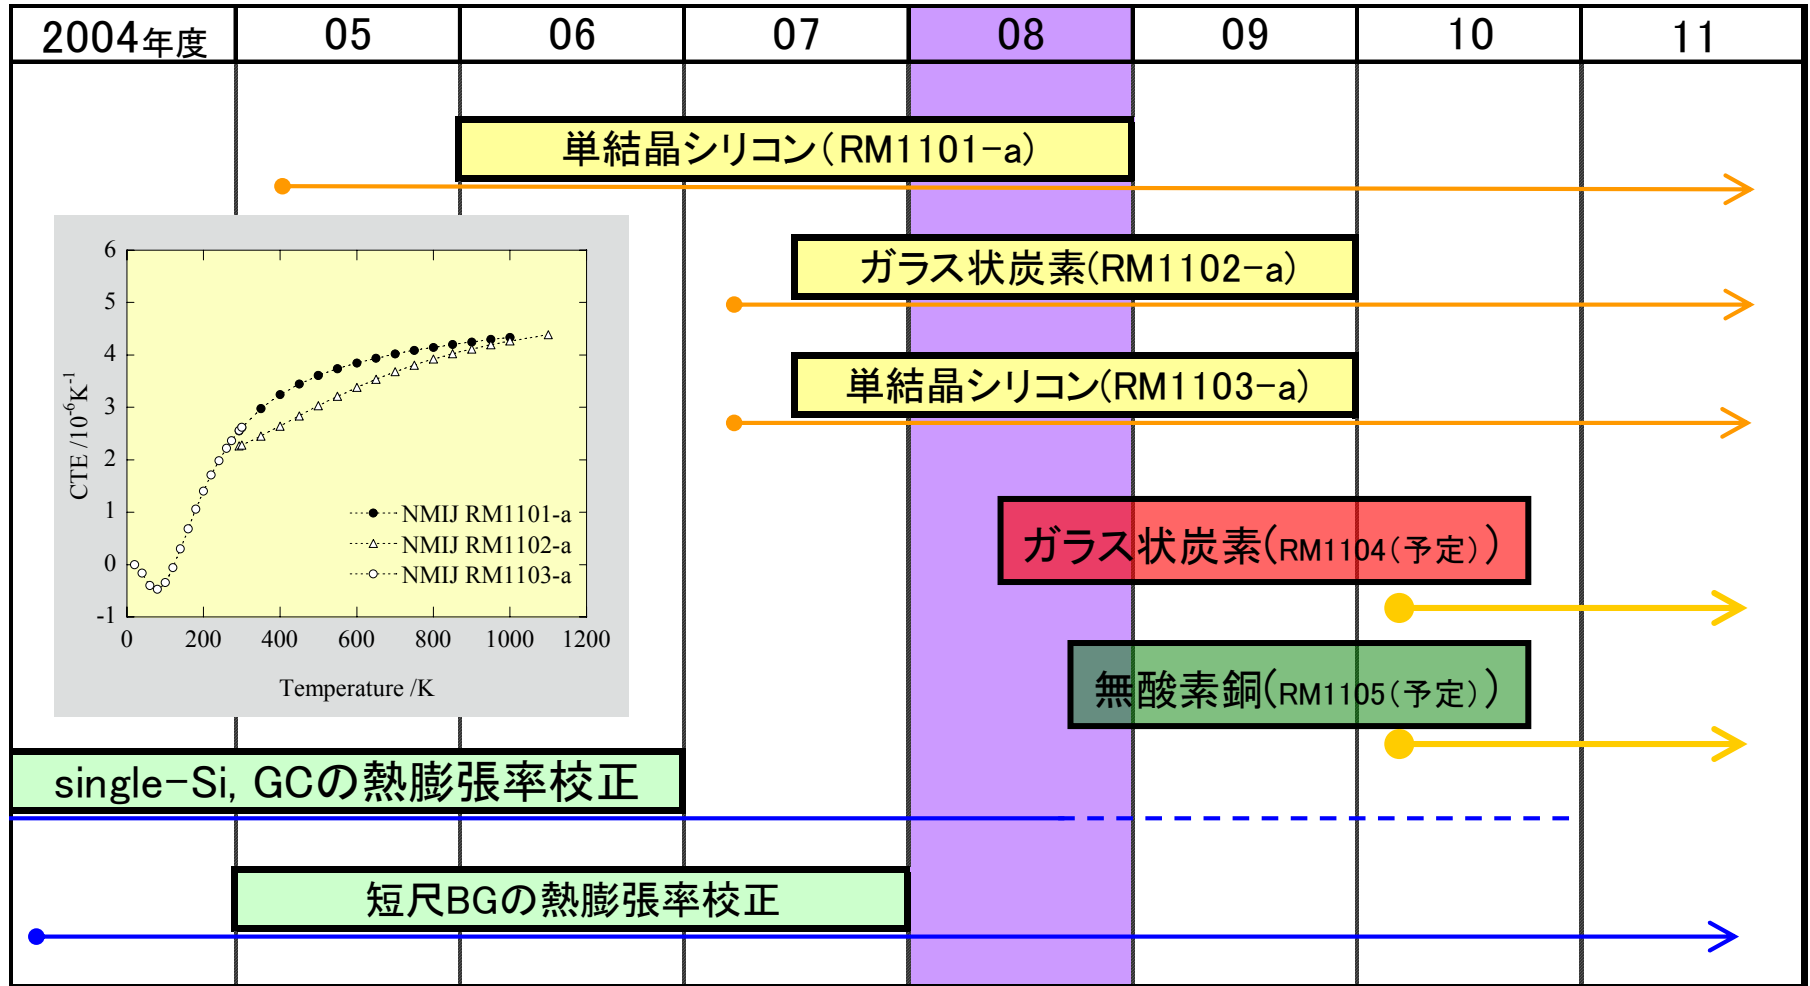 2004年度 05 06 07 08 09 10 11
単結晶シリコン(RM1101-a)
ガラス状炭素(RM1102-a)
単結晶シリコン(RM1103-a)
ガラス状炭素(RM1104(予定))
無酸素銅(RM1105(予定))
6
5
4
3
2
1
0
-1
CTE /10⁻⁶K⁻¹
NMIJ RM1101-a
NMIJ RM1102-a
NMIJ RM1103-a
0 200 400 600 800 1000 1200
Temperature /K
single-Si, GCの熱膨張率校正
短尺BGの熱膨張率校正